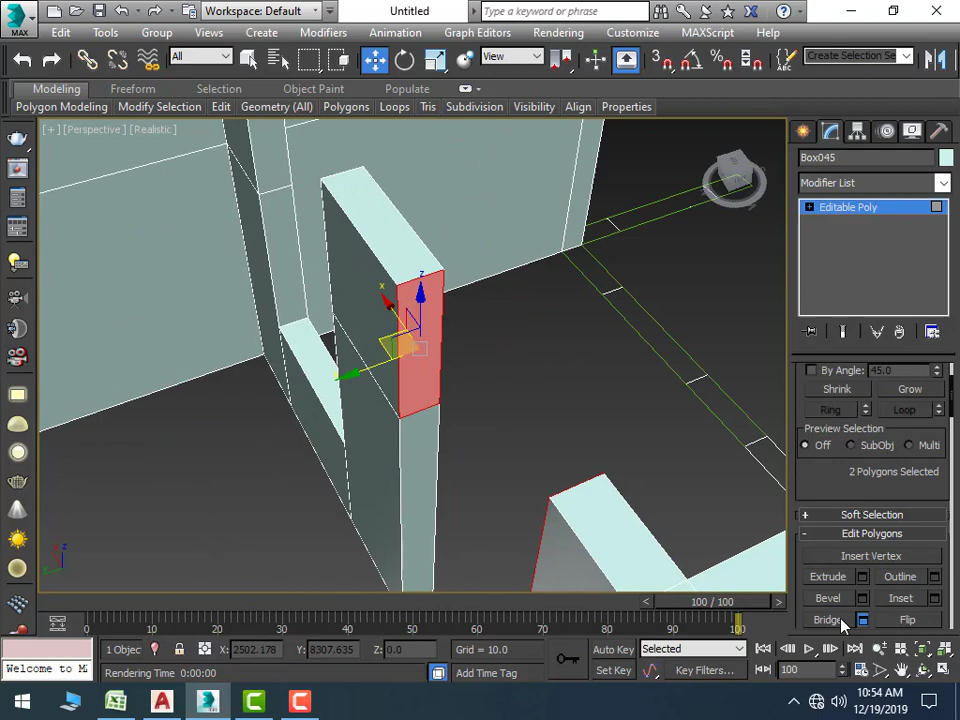 MAX
Workspace: Default
Untitled
Type a keyword or phrase
Edit Tools Group Views Create Modifiers Animation Graph Editors Rendering Customize MAXScript Help
All View 3 % Create Selection Se
Modeling Freeform Selection Object Paint Populate
Polygon Modeling Modify Selection Edit Geometry (All) Polygons Loops Tris Subdivision Visibility Align Properties
[+] [Perspective] [Realistic]
Box045
Modifier List
Editable Poly
By Angle: 45.0
Shrink Grow
Ring Loop
Preview Selection
Off SubObj Multi
2 Polygons Selected
+ Soft Selection
- Edit Polygons
Insert Vertex
Extrude Outline
Bevel Inset
Bridge Flip
z
x
z
100 / 100
0 10 20 30 40 50 60 70 80 90 100
1 Objec X: 2502.178 Y: 8307.635 Z: 0.0 Grid = 10.0 Auto Key Selected
Welcome to M Rendering Time 0:00:00 Add Time Tag Set Key Key Filters... 100
10:54 AM
12/19/2019